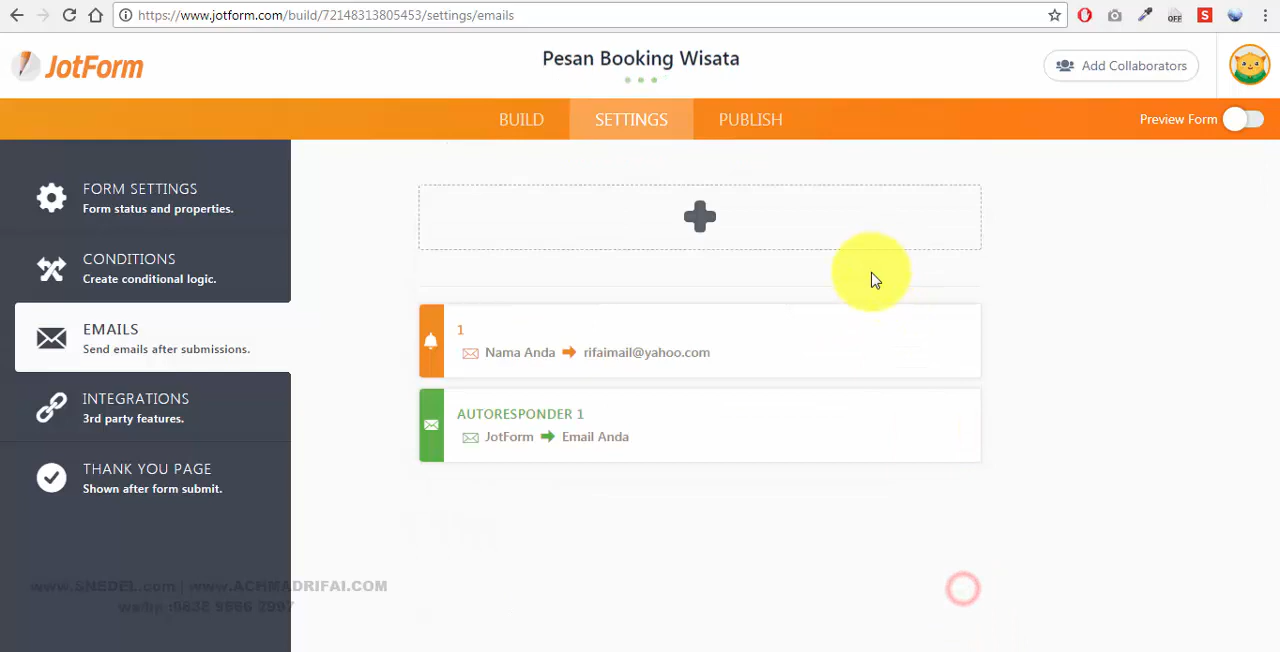 https://www.jotform.com/build/72148313805453/settings/emails
OFF
S
JotForm
Pesan Booking Wisata
Add Collaborators
BUILD
SETTINGS
PUBLISH
Preview Form
FORM SETTINGS
Form status and properties.
CONDITIONS
Create conditional logic.
EMAILS
Send emails after submissions.
INTEGRATIONS
3rd party features.
THANK YOU PAGE
Shown after form submit.
1
Nama Anda rifaimail@yahoo.com
AUTORESPONDER 1
JotForm Email Anda
www.SNEDEL.com | www.ACHMADRIFAI.COM